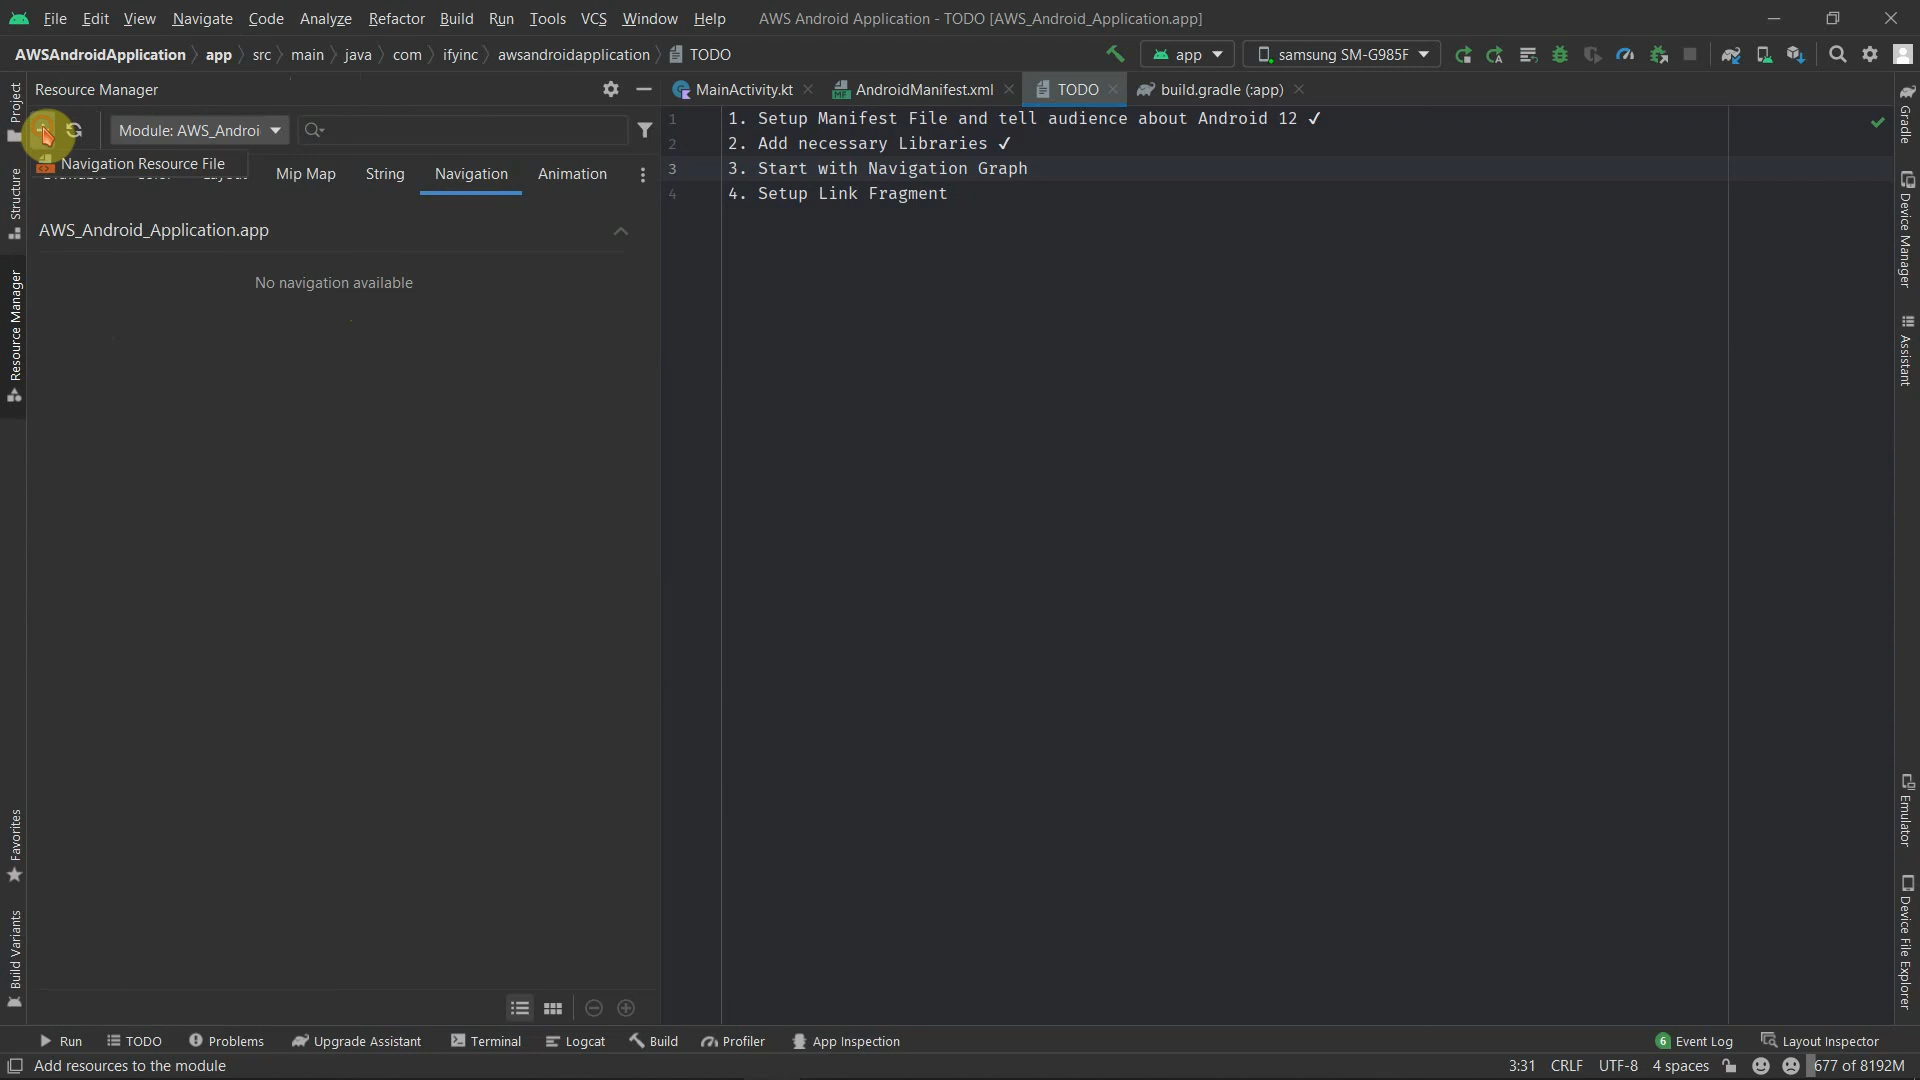 File Edit View Navigate Code Analyze Refactor Build Run Tools VCS Window Help AWS Android Application - TODO [AWS_Android_Application.app]
AWSAndroidApplication app src main java com ifyinc awsandroidapplication TODO app samsung SM-G985F
Resource Manager
MainActivity.kt AndroidManifest.xml TODO build.gradle (:app)
Module: AWS_Androi
Navigation Resource File
Mip Map String Navigation Animation
AWS_Android_Application.app
No navigation available
1 1. Setup Manifest File and tell audience about Android 12 ✓
2 2. Add necessary Libraries ✓
3 3. Start with Navigation Graph
4 4. Setup Link Fragment
Project
Structure
Resource Manager
Favorites
Build Variants
Gradle
Device Manager
Assistant
Emulator
Device File Explorer
Run TODO Problems Upgrade Assistant Terminal Logcat Build Profiler App Inspection 6 Event Log Layout Inspector
Add resources to the module 3:31 CRLF UTF-8 4 spaces 677 of 8192M